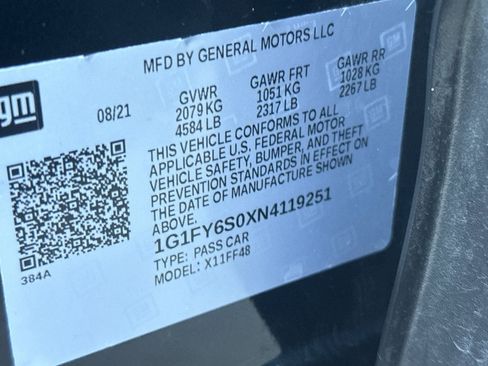 MFD BY GENERAL MOTORS LLC
gm
08/21
GVWR GAWR FRT GAWR RR
2079 KG 1051 KG 1028 KG
4584 LB 2317 LB 2267 LB
THIS VEHICLE CONFORMS TO ALL
APPLICABLE U.S. FEDERAL MOTOR
VEHICLE SAFETY, BUMPER, AND THEFT
PREVENTION STANDARDS IN EFFECT ON
THE DATE OF MANUFACTURE SHOWN
ABOVE.
1G1FY6S0XN4119251
TYPE: PASS CAR
MODEL: X11FF48
384A